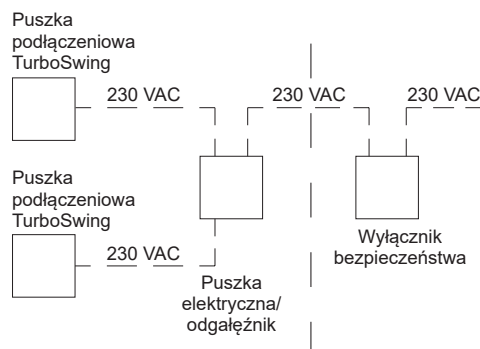 Puszka
podłączeniowa
TurboSwing
230 VAC
230 VAC
230 VAC
Puszka
podłączeniowa
TurboSwing
230 VAC
Puszka
elektryczna/
odgałęźnik
Wyłącznik
bezpieczeństwa